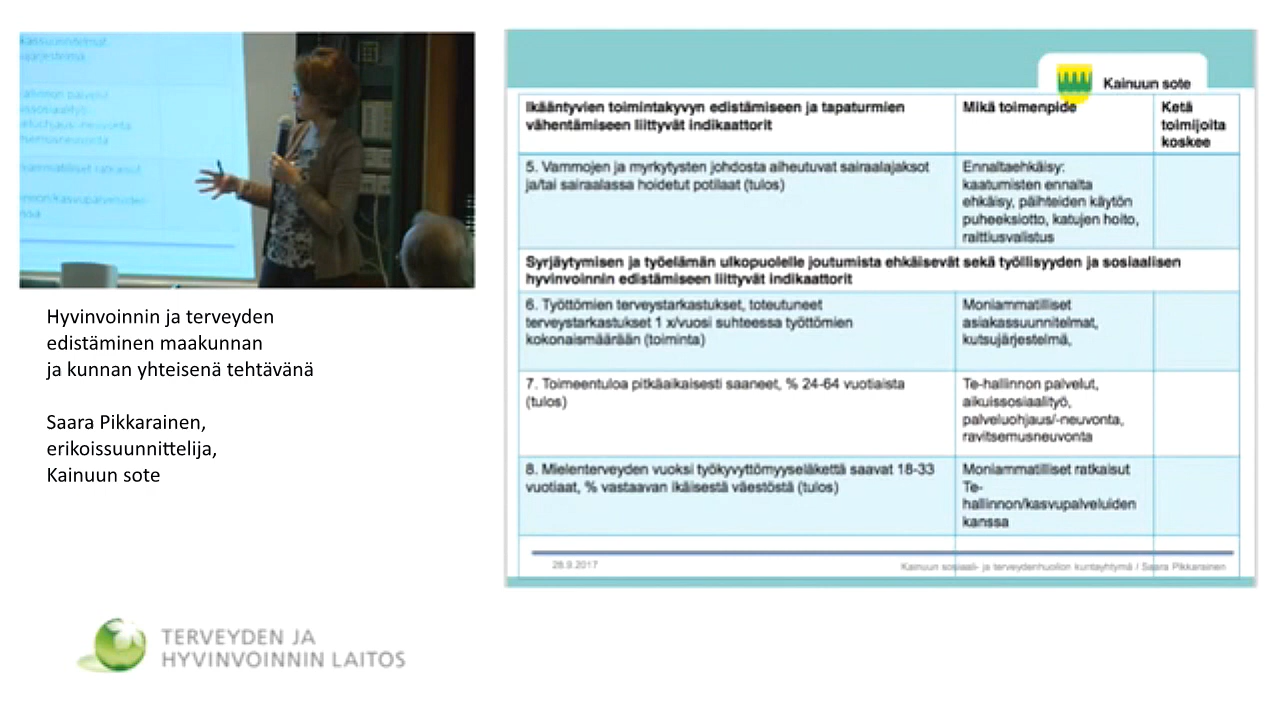 kassuunnitelmat
Hyvinvoinnin ja terveyden
edistäminen maakunnan
ja kunnan yhteisenä tehtävänä
Saara Pikkarainen,
erikoissuunnittelija,
Kainuun sote
TERVEYDEN JA
HYVINVOINNIN LAITOS
Kainuun sote
Ikääntyvien toimintakyvyn edistämiseen ja tapaturmien
vähentämiseen liittyvät indikaattorit
Mikä toimenpide
Ketä
toimijoita
koskee
5. Vammojen ja myrkytysten johdosta aiheutuvat sairaalajaksot
ja/tai sairaalassa hoidetut potilaat (tulos)
Ennaltaehkäisy:
kaatumisten ennalta
ehkäisy, päihteiden käytön
puheeksiotto, katujen hoito,
raittiusvalistus
Syrjäytymisen ja työelämän ulkopuolelle joutumista ehkäisevät sekä työllisyyden ja sosiaalisen
hyvinvoinnin edistämiseen liittyvät indikaattorit
6. Työttömien terveystarkastukset, toteutuneet
terveystarkastukset 1 x/vuosi suhteessa työttömien
kokonaismäärään (toiminta)
Moniammatilliset
asiakassuunnitelmat,
kutsujärjestelmä,
7. Toimeentuloa pitkäaikaisesti saaneet, % 24-64 vuotiaista
(tulos)
Te-hallinnon palvelut,
aikuissosiaalityö,
palveluohjaus/-neuvonta,
ravitsemusneuvonta
8. Mielenterveyden vuoksi työkyvyttömyyseläkettä saavat 18-33
vuotiaat, % vastaavan ikäisestä väestöstä (tulos)
Moniammatilliset ratkaisut
Te-
hallinnon/kasvupalveluiden
kanssa
28.9.2017
Kainuun sosiaali- ja terveydenhuollon kuntayhtymä / Saara Pikkarainen